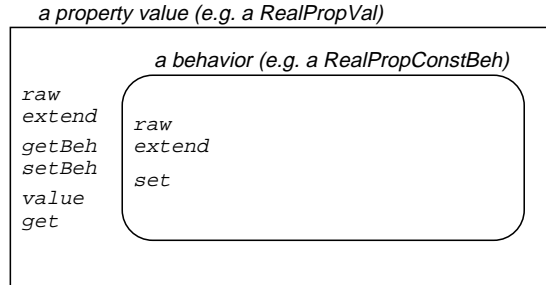 a property value (e.g. a RealPropVal)
a behavior (e.g. a RealPropConstBeh)
raw
extend
getBeh
setBeh
value
get
raw
extend
set